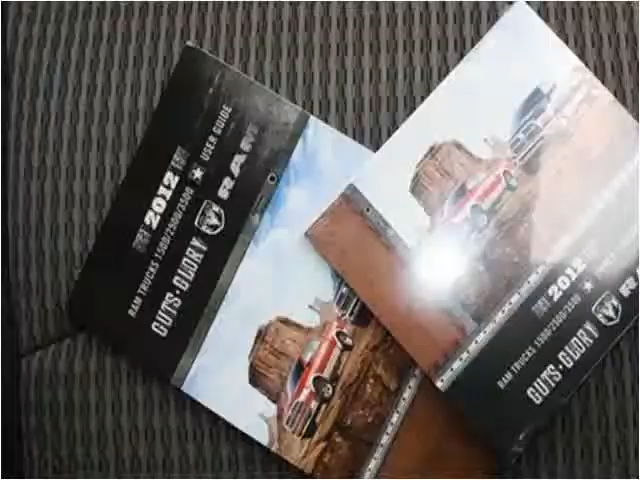 2012
RAM TRUCKS 1500/2500/3500 ★ USER GUIDE
GUTS·GLORY RAM
2012
RAM TRUCKS 1500/2500/3500 ★
GUTS·GLORY